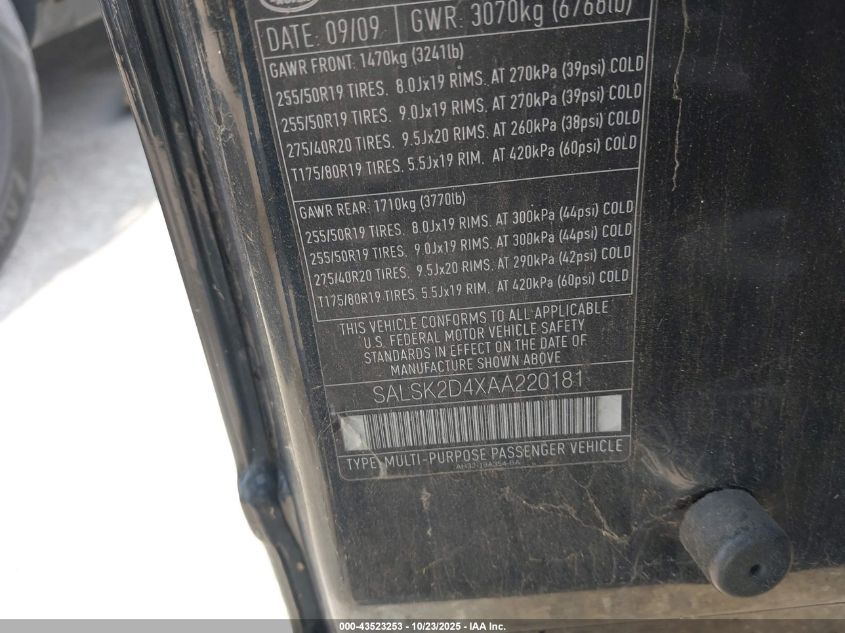 DATE: 09/09 GWR: 3070kg (6768lb)
GAWR FRONT: 1470kg (3241lb)
255/50R19 TIRES. 8.0Jx19 RIMS. AT 270kPa (39psi) COLD
255/50R19 TIRES. 9.0Jx19 RIMS. AT 270kPa (39psi) COLD
275/40R20 TIRES. 9.5Jx20 RIMS. AT 260kPa (38psi) COLD
T175/80R19 TIRES. 5.5Jx19 RIM. AT 420kPa (60psi) COLD
GAWR REAR: 1710kg (3770lb)
255/50R19 TIRES. 8.0Jx19 RIMS. AT 300kPa (44psi) COLD
255/50R19 TIRES. 9.0Jx19 RIMS. AT 300kPa (44psi) COLD
275/40R20 TIRES. 9.5Jx20 RIMS. AT 290kPa (42psi) COLD
T175/80R19 TIRES. 5.5Jx19 RIM. AT 420kPa (60psi) COLD
THIS VEHICLE CONFORMS TO ALL APPLICABLE
U.S. FEDERAL MOTOR VEHICLE SAFETY
STANDARDS IN EFFECT ON THE DATE OF
MANUFACTURE SHOWN ABOVE
SALSK2D4XAA220181
TYPE: MULTI-PURPOSE PASSENGER VEHICLE
000-43523253 | 10/23/2025 - IAA Inc.